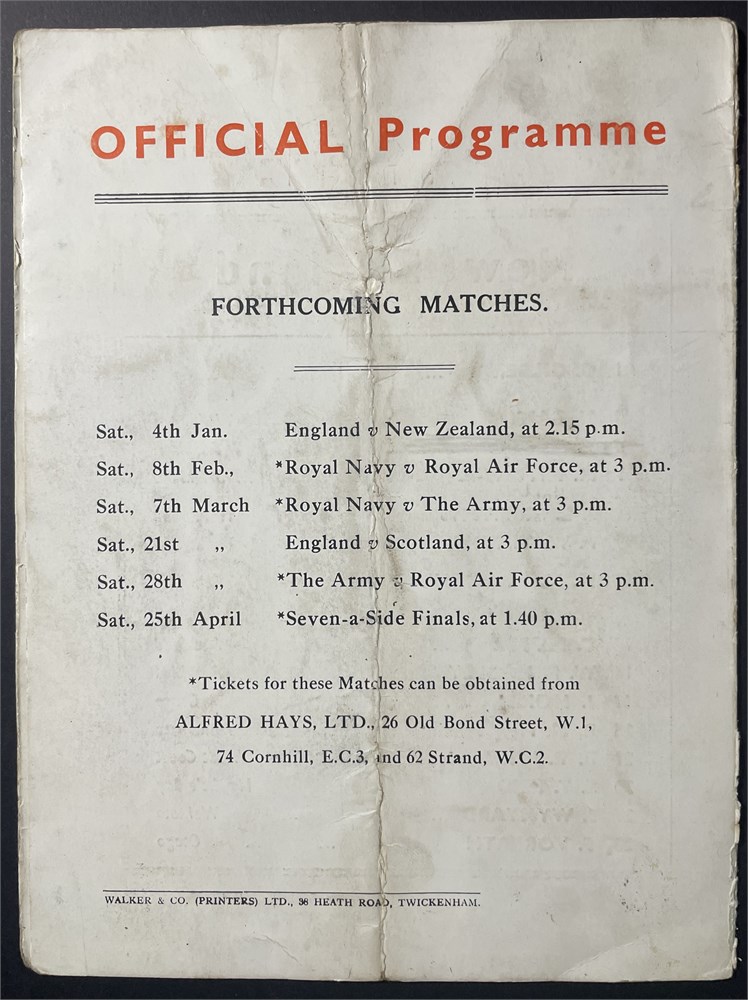 OFFICIAL Programme
FORTHCOMING MATCHES.
Sat., 4th Jan. England v New Zealand, at 2.15 p.m.
Sat., 8th Feb., *Royal Navy v Royal Air Force, at 3 p.m.
Sat., 7th March *Royal Navy v The Army, at 3 p.m.
Sat., 21st ,, England v Scotland, at 3 p.m.
Sat., 28th ,, *The Army v Royal Air Force, at 3 p.m.
Sat., 25th April *Seven-a-Side Finals, at 1.40 p.m.
*Tickets for these Matches can be obtained from
ALFRED HAYS, LTD., 26 Old Bond Street, W.1,
74 Cornhill, E.C.3, and 62 Strand, W.C.2.
WALKER & CO. (PRINTERS) LTD., 36 HEATH ROAD, TWICKENHAM.